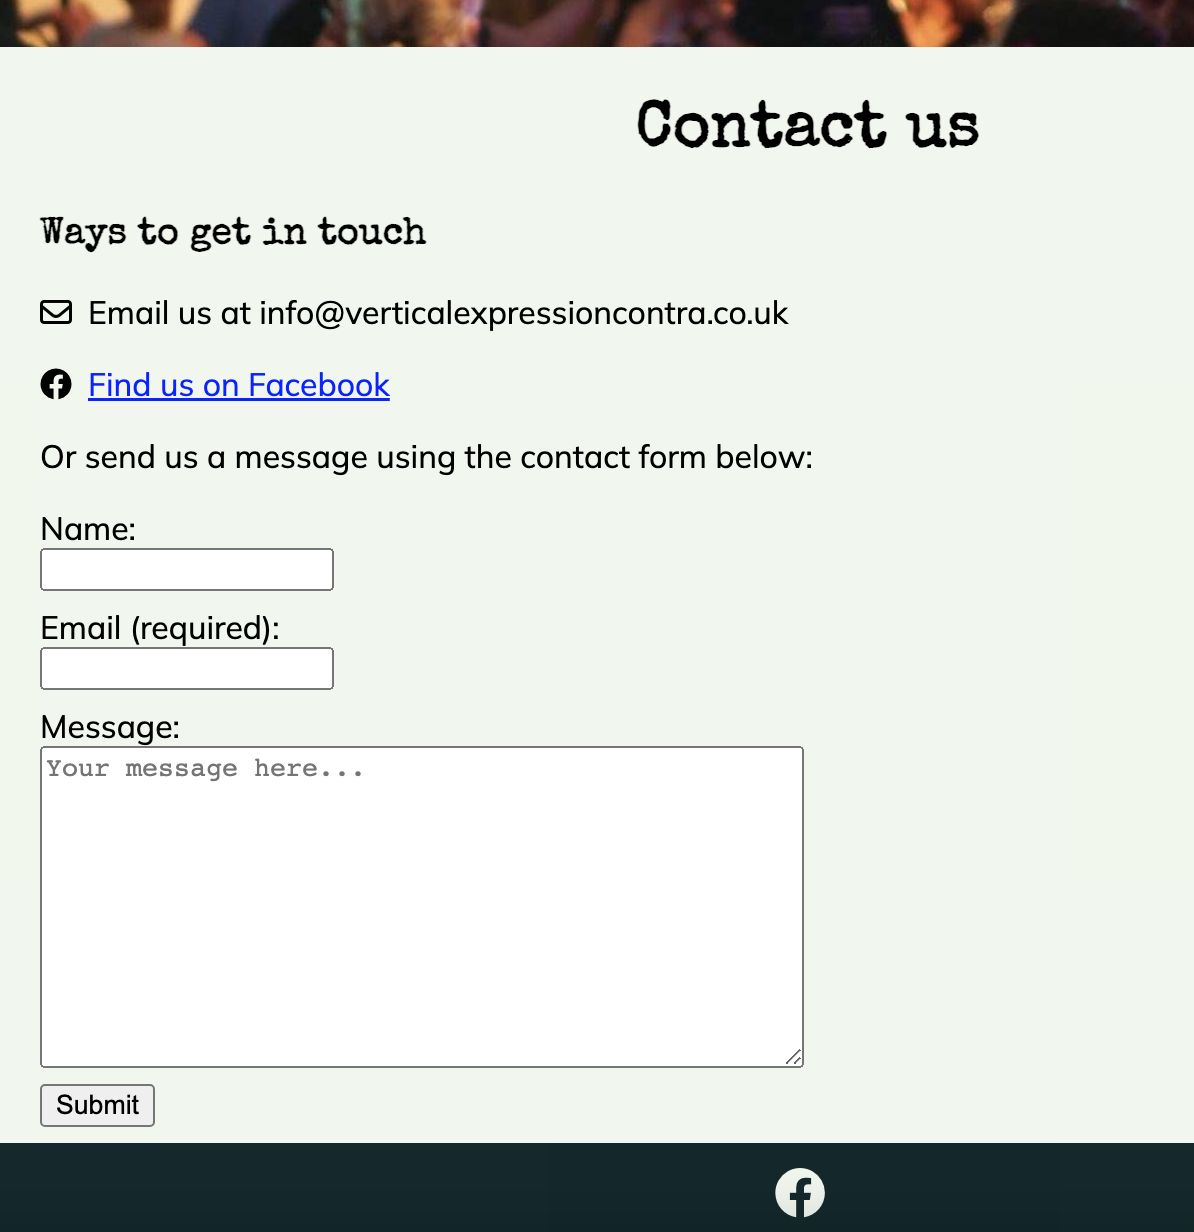 Contact us
Ways to get in touch
Email us at info@verticalexpressioncontra.co.uk
Find us on Facebook
Or send us a message using the contact form below:
Name:
Email (required):
Message:
Your message here...
Submit